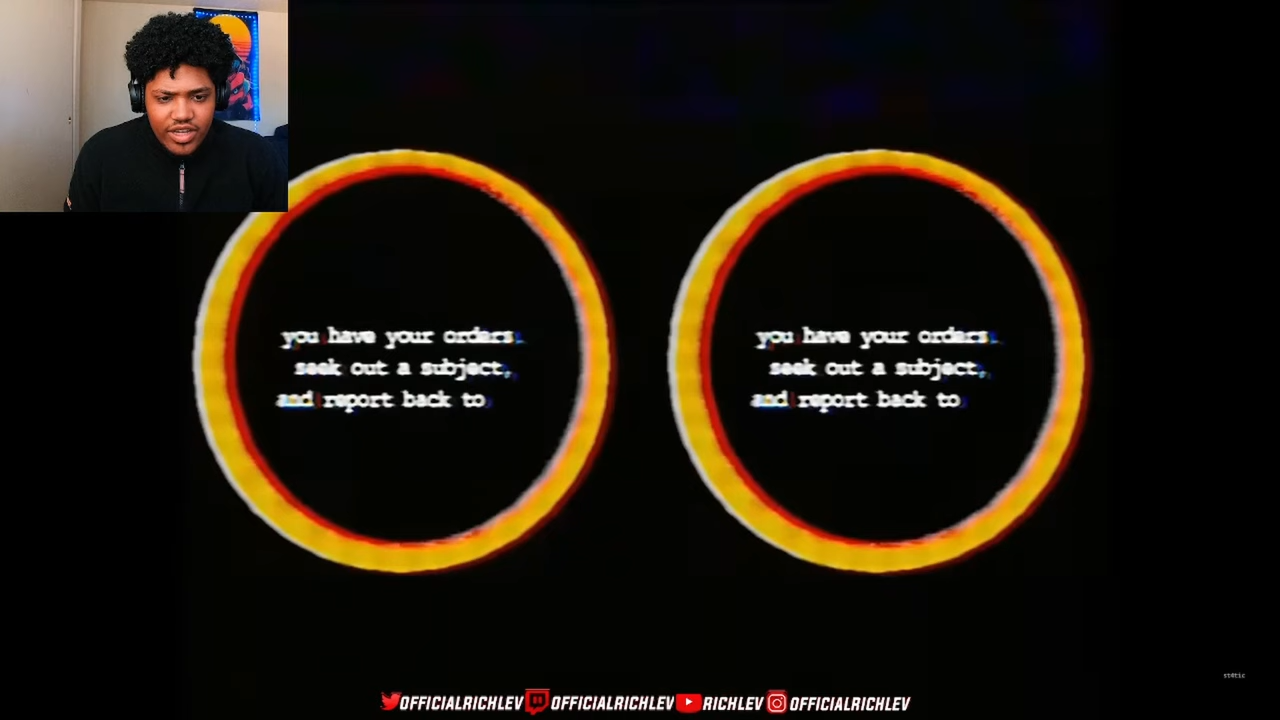 you have your orders.
seek out a subject,
and report back to
you have your orders.
seek out a subject,
and report back to
st4tic
OFFICIALRICHLEV OFFICIALRICHLEV RICHLEV OFFICIALRICHLEV